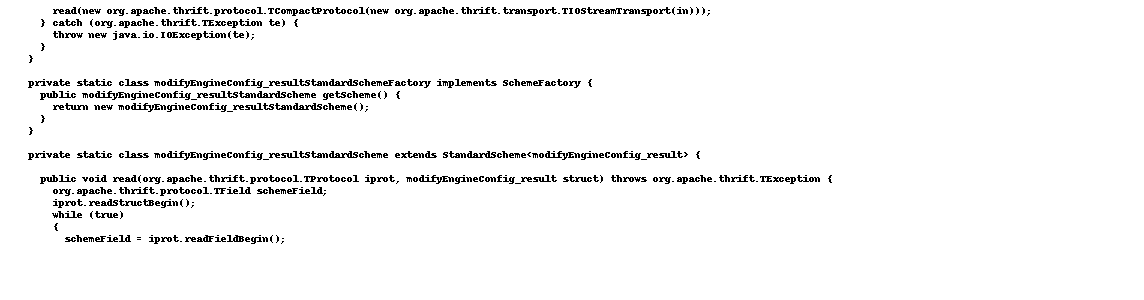 read(new org.apache.thrift.protocol.TCompactProtocol(new org.apache.thrift.transport.TIOStreamTransport(in)));
} catch (org.apache.thrift.TException te) {
throw new java.io.IOException(te);
}
}
private static class modifyEngineConfig_resultStandardSchemeFactory implements SchemeFactory {
public modifyEngineConfig_resultStandardScheme getScheme() {
return new modifyEngineConfig_resultStandardScheme();
}
}
private static class modifyEngineConfig_resultStandardScheme extends StandardScheme<modifyEngineConfig_result> {
public void read(org.apache.thrift.protocol.TProtocol iprot, modifyEngineConfig_result struct) throws org.apache.thrift.TException {
org.apache.thrift.protocol.TField schemeField;
iprot.readStructBegin();
while (true)
{
schemeField = iprot.readFieldBegin();